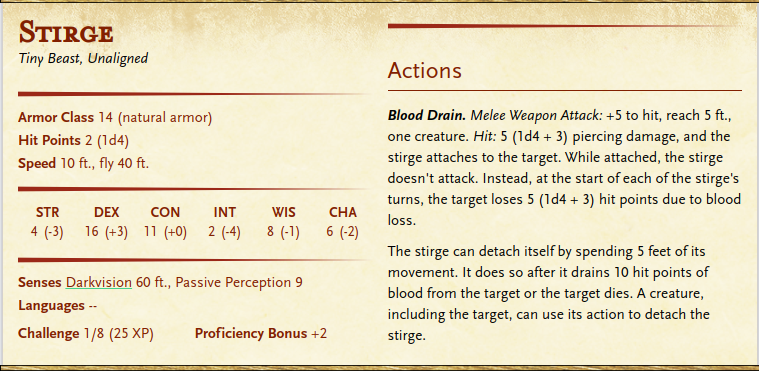 STIRGE
Tiny Beast, Unaligned
Armor Class 14 (natural armor)
Hit Points 2 (1d4)
Speed 10 ft., fly 40 ft.
STR DEX CON INT WIS CHA
4 (-3) 16 (+3) 11 (+0) 2 (-4) 8 (-1) 6 (-2)
Senses Darkvision 60 ft., Passive Perception 9
Languages --
Challenge 1/8 (25 XP) Proficiency Bonus +2
Actions
Blood Drain. Melee Weapon Attack: +5 to hit, reach 5 ft.,
one creature. Hit: 5 (1d4 + 3) piercing damage, and the
stirge attaches to the target. While attached, the stirge
doesn't attack. Instead, at the start of each of the stirge's
turns, the target loses 5 (1d4 + 3) hit points due to blood
loss.
The stirge can detach itself by spending 5 feet of its
movement. It does so after it drains 10 hit points of
blood from the target or the target dies. A creature,
including the target, can use its action to detach the
stirge.